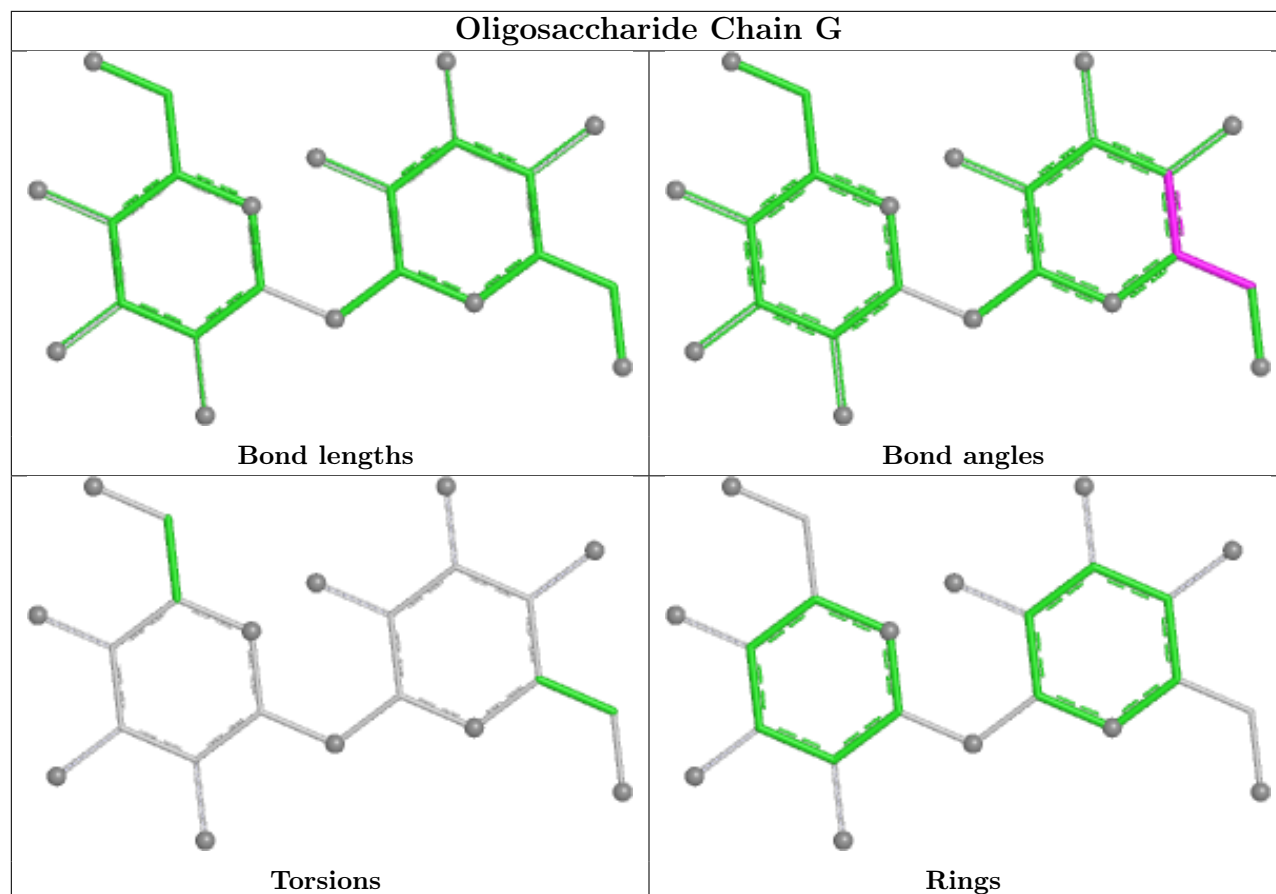 Oligosaccharide Chain G
Bond lengths
Bond angles
Torsions
Rings